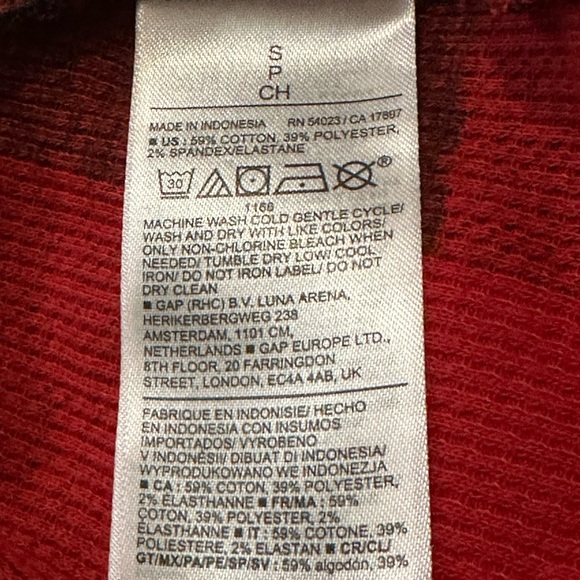 S
P
CH
MADE IN INDONESIA RN 54023 / CA 17897
■ US : 59% COTTON, 39% POLYESTER,
2% SPANDEX/ELASTANE
30 ®
1166
MACHINE WASH COLD GENTLE CYCLE/
WASH AND DRY WITH LIKE COLORS/
ONLY NON-CHLORINE BLEACH WHEN
NEEDED/ TUMBLE DRY LOW/ COOL
IRON/ DO NOT IRON LABEL/ DO NOT
DRY CLEAN
■ GAP (RHC) B.V. LUNA ARENA,
HERIKERBERGWEG 238
AMSTERDAM, 1101 CM,
NETHERLANDS ■ GAP EUROPE LTD.,
8TH FLOOR, 20 FARRINGDON
STREET, LONDON, EC4A 4AB, UK
FABRIQUE EN INDONISIE/ HECHO
EN INDONESIA CON INSUMOS
IMPORTADOS/ VYROBENO
V INDONÉSII/ DIBUAT DI INDONESIA/
WYPRODUKOWANO WE INDONEZJA
■ CA : 59% COTON, 39% POLYESTER,
2% ELASTHANNE ■ FR/MA : 59%
COTON, 39% POLYESTER, 2%
ELASTHANNE ■ IT : 59% COTONE, 39%
POLIESTERE, 2% ELASTAN ■ CR/CL/
GT/MX/PA/PE/SP/SV : 59% algodón, 39%